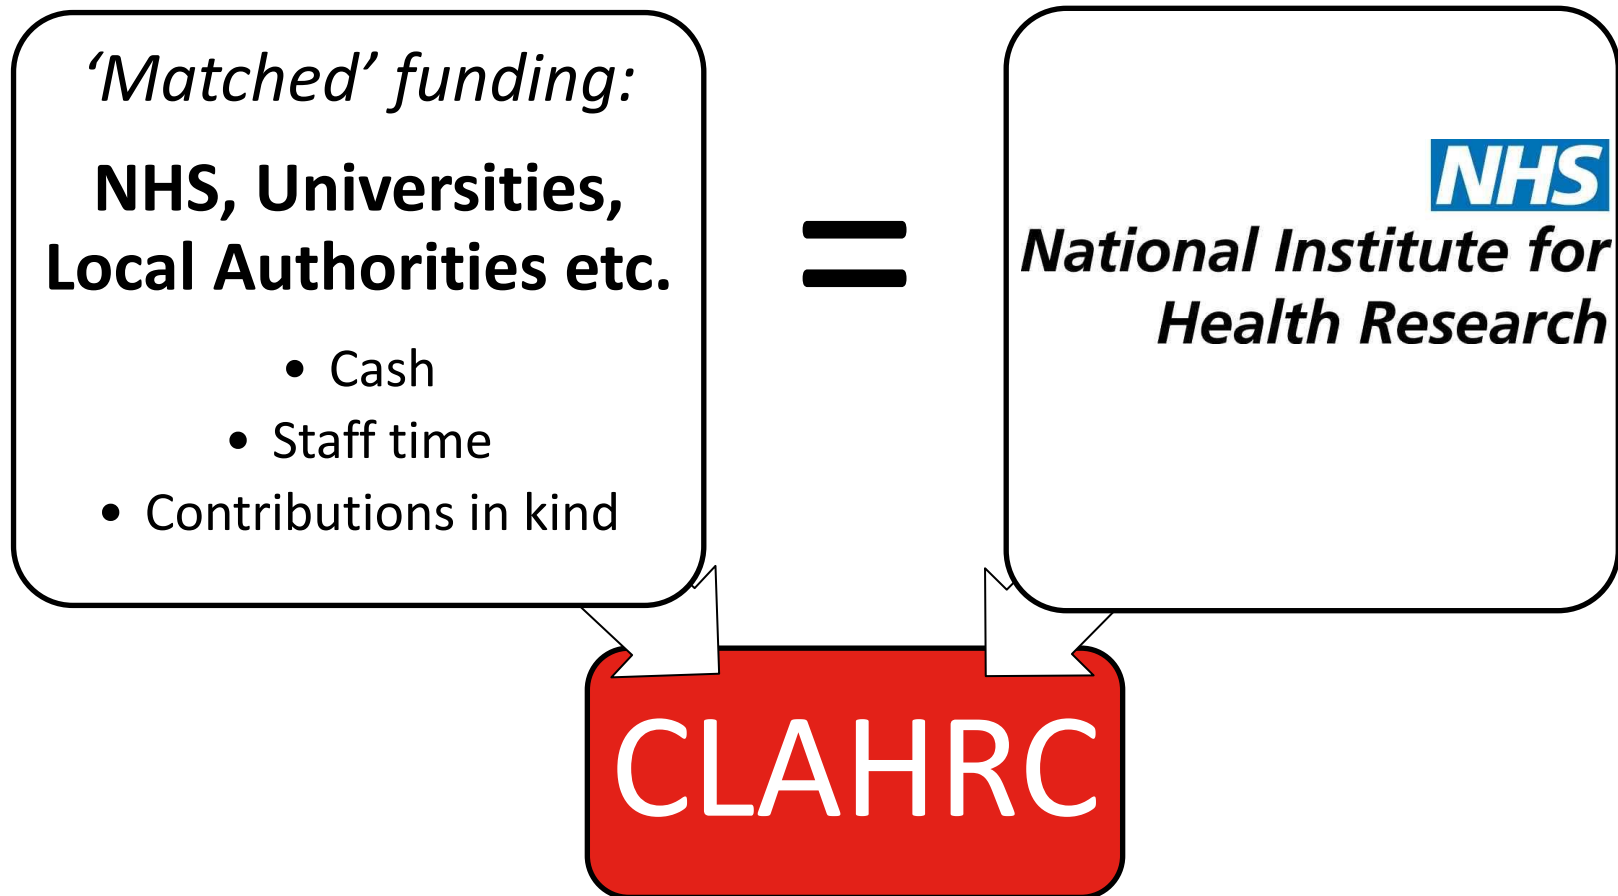 ‘Matched’ funding:
NHS, Universities,
Local Authorities etc.
• Cash
• Staff time
• Contributions in kind
=
NHS
National Institute for
Health Research
CLAHRC